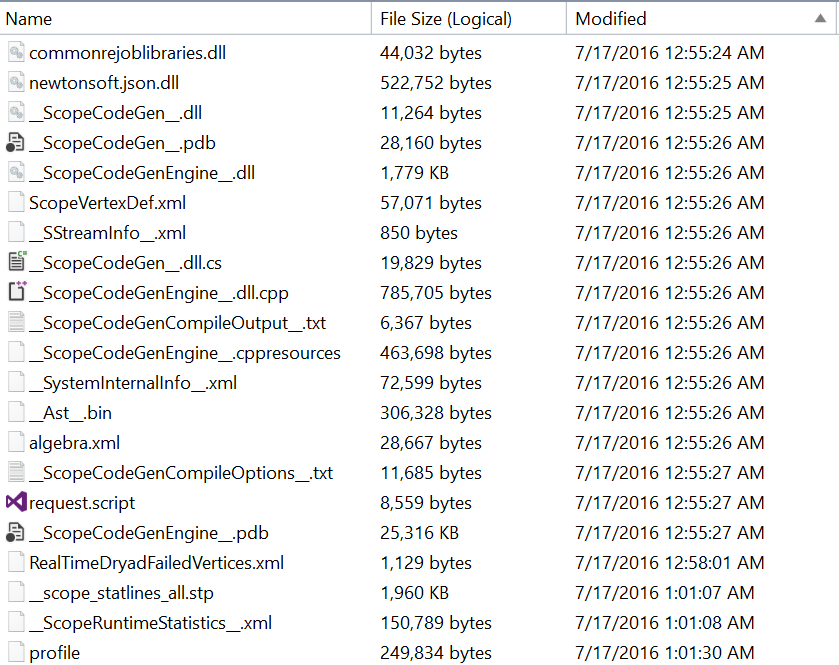 Name File Size (Logical) Modified
commonrejoblibraries.dll 44,032 bytes 7/17/2016 12:55:24 AM
newtonsoft.json.dll 522,752 bytes 7/17/2016 12:55:25 AM
__ScopeCodeGen__.dll 11,264 bytes 7/17/2016 12:55:25 AM
__ScopeCodeGen__.pdb 28,160 bytes 7/17/2016 12:55:26 AM
__ScopeCodeGenEngine__.dll 1,779 KB 7/17/2016 12:55:26 AM
ScopeVertexDef.xml 57,071 bytes 7/17/2016 12:55:26 AM
__SStreamInfo__.xml 850 bytes 7/17/2016 12:55:26 AM
__ScopeCodeGen__.dll.cs 19,829 bytes 7/17/2016 12:55:26 AM
__ScopeCodeGenEngine__.dll.cpp 785,705 bytes 7/17/2016 12:55:26 AM
__ScopeCodeGenCompileOutput__.txt 6,367 bytes 7/17/2016 12:55:26 AM
__ScopeCodeGenEngine__.cppresources 463,698 bytes 7/17/2016 12:55:26 AM
__SystemInternalInfo__.xml 72,599 bytes 7/17/2016 12:55:26 AM
__Ast__.bin 306,328 bytes 7/17/2016 12:55:26 AM
algebra.xml 28,667 bytes 7/17/2016 12:55:26 AM
__ScopeCodeGenCompileOptions__.txt 11,685 bytes 7/17/2016 12:55:27 AM
request.script 8,559 bytes 7/17/2016 12:55:27 AM
__ScopeCodeGenEngine__.pdb 25,316 KB 7/17/2016 12:55:27 AM
RealTimeDryadFailedVertices.xml 1,129 bytes 7/17/2016 12:58:01 AM
__scope_statlines_all.stp 1,960 KB 7/17/2016 1:01:07 AM
__ScopeRuntimeStatistics__.xml 150,789 bytes 7/17/2016 1:01:08 AM
profile 249,834 bytes 7/17/2016 1:01:30 AM